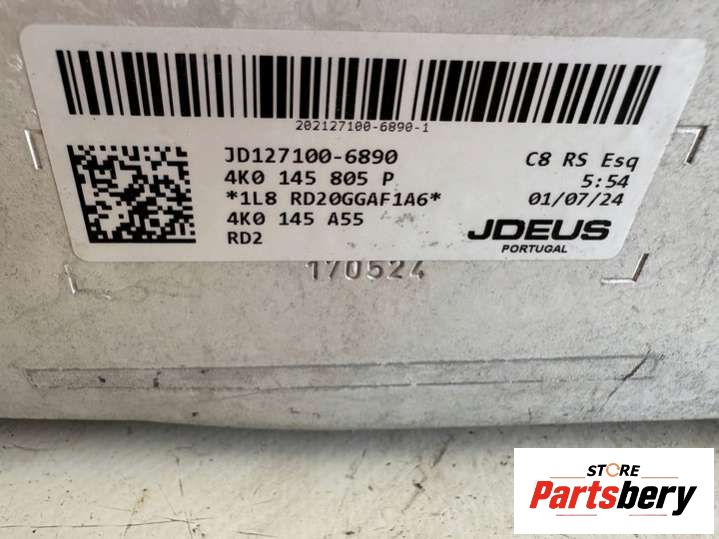 202127100-6890-1
JD127100-6890
4K0 145 805 P
*1L8 RD20GGAF1A6*
4K0 145 A55
RD2
C8 RS Esq
5:54
01/07/24
JDEUS
PORTUGAL
170524
STORE
Partsbery